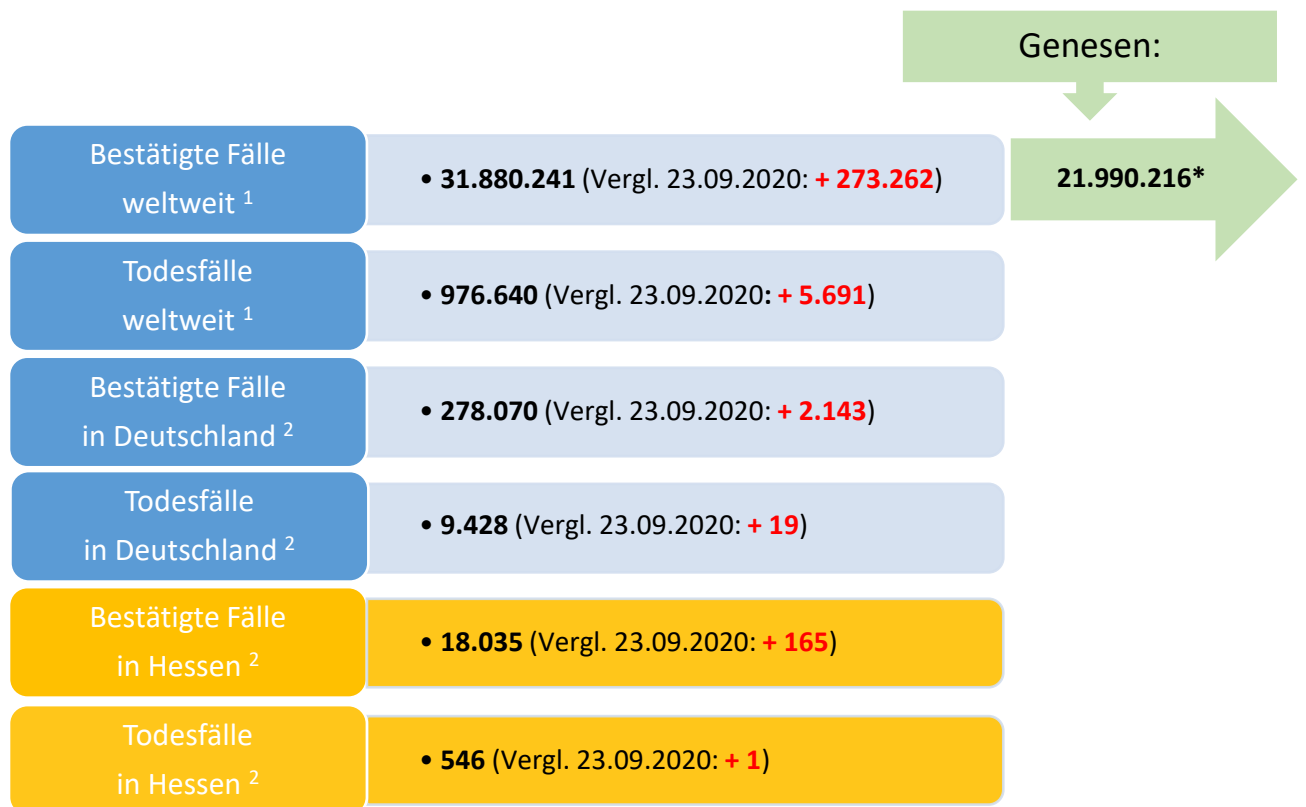 Genesen:
Bestätigte Fälle
weltweit ¹
• 31.880.241 (Vergl. 23.09.2020: + 273.262)
21.990.216*
Todesfälle
weltweit ¹
• 976.640 (Vergl. 23.09.2020: + 5.691)
Bestätigte Fälle
in Deutschland ²
• 278.070 (Vergl. 23.09.2020: + 2.143)
Todesfälle
in Deutschland ²
• 9.428 (Vergl. 23.09.2020: + 19)
Bestätigte Fälle
in Hessen ²
• 18.035 (Vergl. 23.09.2020: + 165)
Todesfälle
in Hessen ²
• 546 (Vergl. 23.09.2020: + 1)